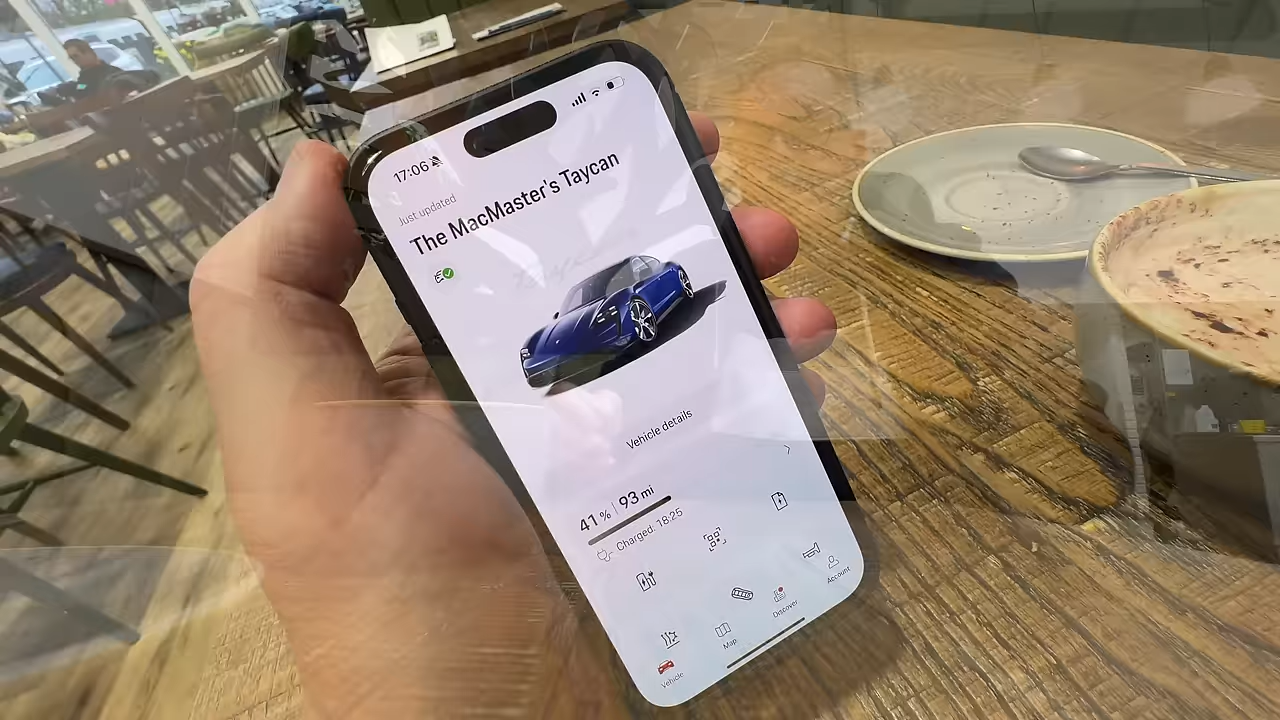 17:06
Just updated
The MacMaster's Taycan
Vehicle details
41% | 93 mi
Charged: 18:25
Vehicle
Map
Discover
Account